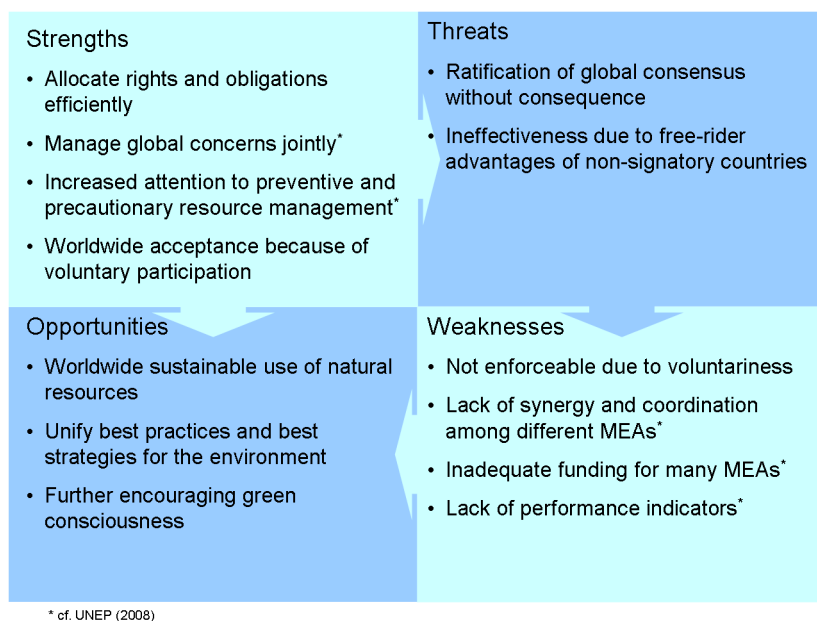 Strengths
• Allocate rights and obligations
efficiently
• Manage global concerns jointly*
• Increased attention to preventive and
precautionary resource management*
• Worldwide acceptance because of
voluntary participation
Threats
• Ratification of global consensus
without consequence
• Ineffectiveness due to free-rider
advantages of non-signatory countries
Opportunities
• Worldwide sustainable use of natural
resources
• Unify best practices and best
strategies for the environment
• Further encouraging green
consciousness
Weaknesses
• Not enforceable due to voluntariness
• Lack of synergy and coordination
among different MEAs*
• Inadequate funding for many MEAs*
• Lack of performance indicators*
* cf. UNEP (2008)